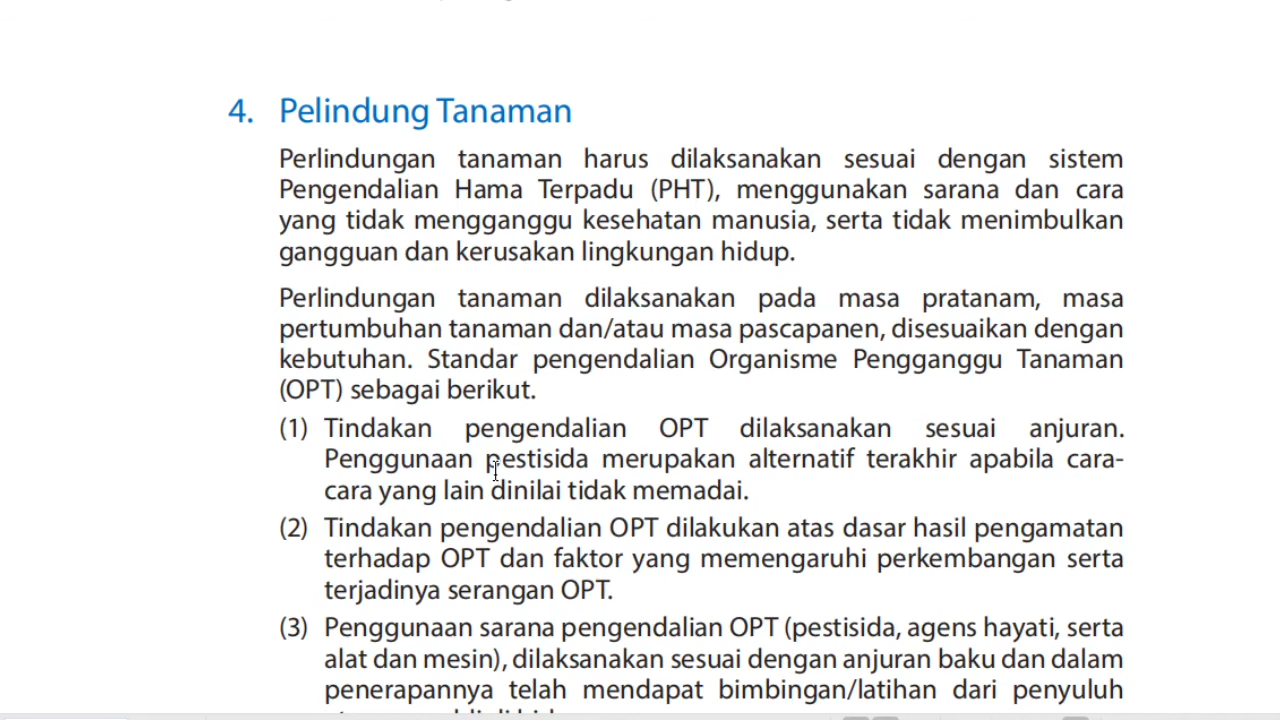 4. Pelindung Tanaman
Perlindungan tanaman harus dilaksanakan sesuai dengan sistem
Pengendalian Hama Terpadu (PHT), menggunakan sarana dan cara
yang tidak mengganggu kesehatan manusia, serta tidak menimbulkan
gangguan dan kerusakan lingkungan hidup.
Perlindungan tanaman dilaksanakan pada masa pratanam, masa
pertumbuhan tanaman dan/atau masa pascapanen, disesuaikan dengan
kebutuhan. Standar pengendalian Organisme Pengganggu Tanaman
(OPT) sebagai berikut.
(1) Tindakan pengendalian OPT dilaksanakan sesuai anjuran.
Penggunaan pestisida merupakan alternatif terakhir apabila cara-
cara yang lain dinilai tidak memadai.
(2) Tindakan pengendalian OPT dilakukan atas dasar hasil pengamatan
terhadap OPT dan faktor yang memengaruhi perkembangan serta
terjadinya serangan OPT.
(3) Penggunaan sarana pengendalian OPT (pestisida, agens hayati, serta
alat dan mesin), dilaksanakan sesuai dengan anjuran baku dan dalam
penerapannya telah mendapat bimbingan/latihan dari penyuluh